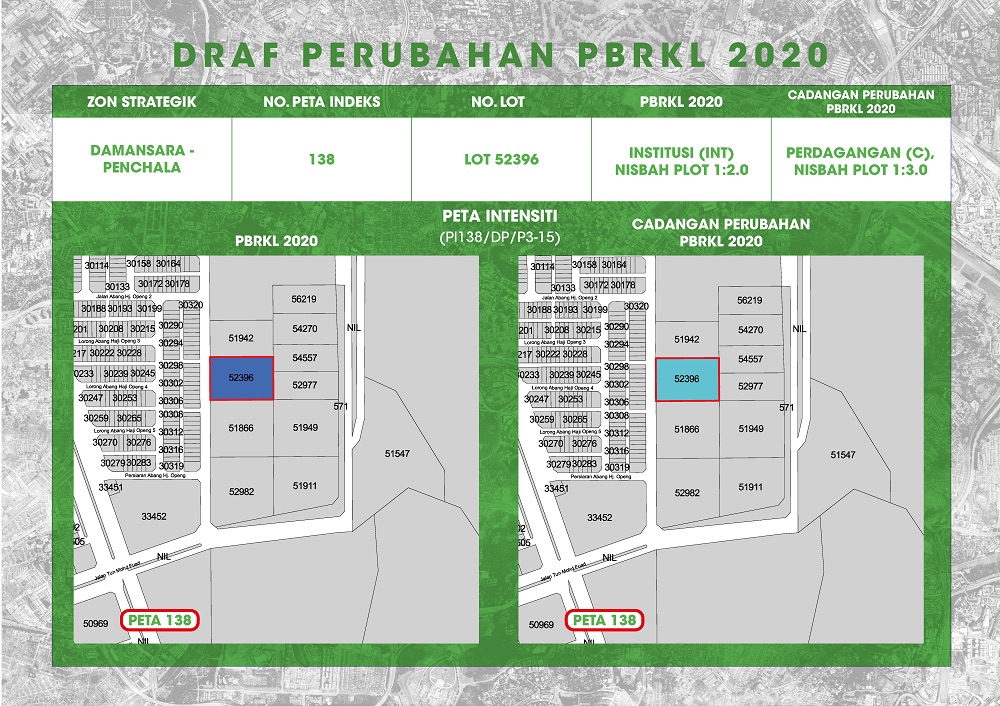 DRAF PERUBAHAN PBRKL 2020
ZON STRATEGIK
NO. PETA INDEKS
NO. LOT
PBRKL 2020
CADANGAN PERUBAHAN
PBRKL 2020
DAMANSARA -
PENCHALA
138
LOT 52396
INSTITUSI (INT)
NISBAH PLOT 1:2.0
PERDAGANGAN (C),
NISBAH PLOT 1:3.0
PETA INTENSITI
(PI138/DP/P3-15)
PBRKL 2020
CADANGAN PERUBAHAN
PBRKL 2020
30114 30158 30164
30133 30172 30178
Jalan Abang Hj. Openg 2
30188 30193 30199 30320
201 30208 30215 30290
Lorong Abang Haji Openg 3
30294
217 30222 30228
30298
30233 30239 30245 30302
Lorong Abang Haji Openg 4
30247 30253 30306
30308
30259 30265
Lorong Abang Haji Openg 5
30312
30270 30276
30316
30279 30283 30319
Persiaran Abang Hj. Openg
33451
33452
56219
54270
51942
54557
52396
52977
571
51866
51949
52982
51911
51547
NIL
NIL
Jalan Tun Mohd Fuad
50969
PETA 138
NIL
30114 30158 30164
30133 30172 30178
Jalan Abang Hj. Openg 2
30188 30193 30199 30320
201 30208 30215 30290
Lorong Abang Haji Openg 3
30294
217 30222 30228
30298
30233 30239 30245 30302
Lorong Abang Haji Openg 4
30247 30253 30306
30308
30259 30265
Lorong Abang Haji Openg 5
30312
30270 30276
30316
30279 30283 30319
Persiaran Abang Hj. Openg
33451
33452
56219
54270
51942
54557
52396
52977
571
51866
51949
52982
51911
51547
NIL
NIL
Jalan Tun Mohd Fuad
50969
PETA 138
NIL